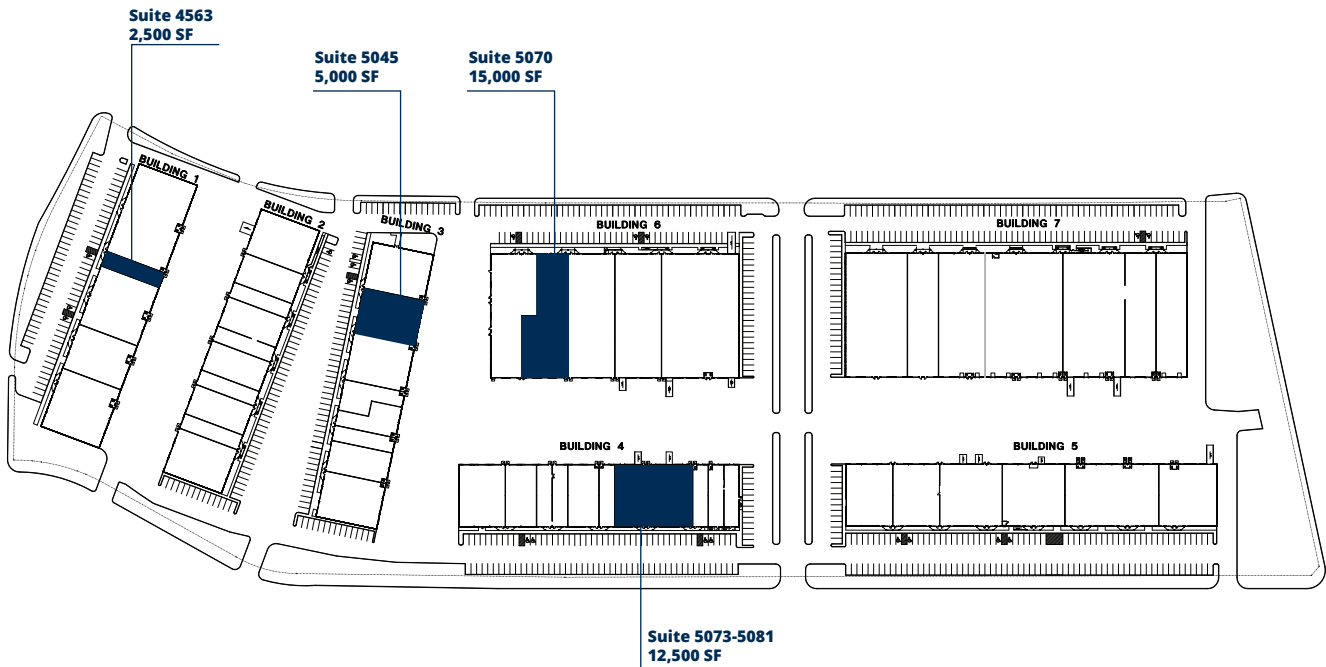 Suite 4563
2,500 SF
Suite 5045
5,000 SF
Suite 5070
15,000 SF
BUILDING 1
BUILDING 2
BUILDING 3
BUILDING 6
BUILDING 7
BUILDING 4
BUILDING 5
Suite 5073-5081
12,500 SF